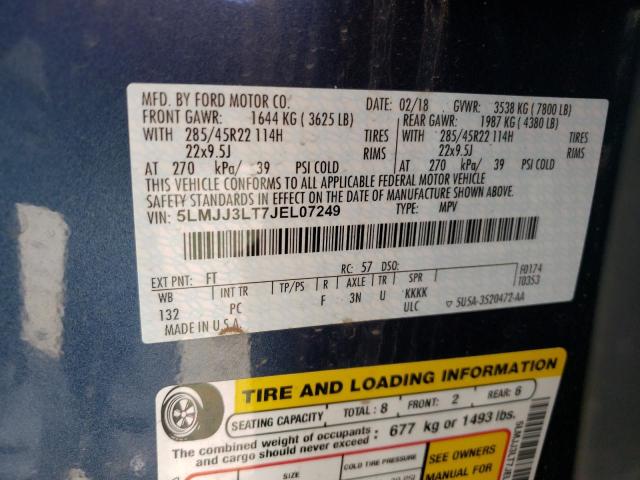 MFD. BY FORD MOTOR CO.
DATE: 02/18 GVWR: 3538 KG (7800 LB)
FRONT GAWR: 1644 KG (3625 LB)
REAR GAWR: 1987 KG (4380 LB)
WITH 285/45R22 114H TIRES
WITH 285/45R22 114H TIRES
22x9.5J RIMS
22x9.5J RIMS
AT 270 kPa/ 39 PSI COLD
AT 270 kPa/ 39 PSI COLD
THIS VEHICLE CONFORMS TO ALL APPLICABLE FEDERAL MOTOR VEHICLE
SAFETY STANDARDS IN EFFECT ON THE DATE OF MANUFACTURE SHOWN ABOVE.
VIN: 5LMJJ3LT7JEL07249
TYPE: MPV
EXT PNT: FT RC: 57 DSO:
F0174
T0353
WB INT TR TP/PS R AXLE TR SPR
132 PC F 3N U KKKK
ULC 5U5A-3520472-AA
MADE IN U.S.A.
TIRE AND LOADING INFORMATION
SEATING CAPACITY TOTAL: 8 FRONT: 2 REAR: 6
The combined weight of occupants
and cargo should never exceed : 677 kg or 1493 lbs.
SIZE
COLD TIRE PRESSURE
SEE OWNERS
MANUAL FOR